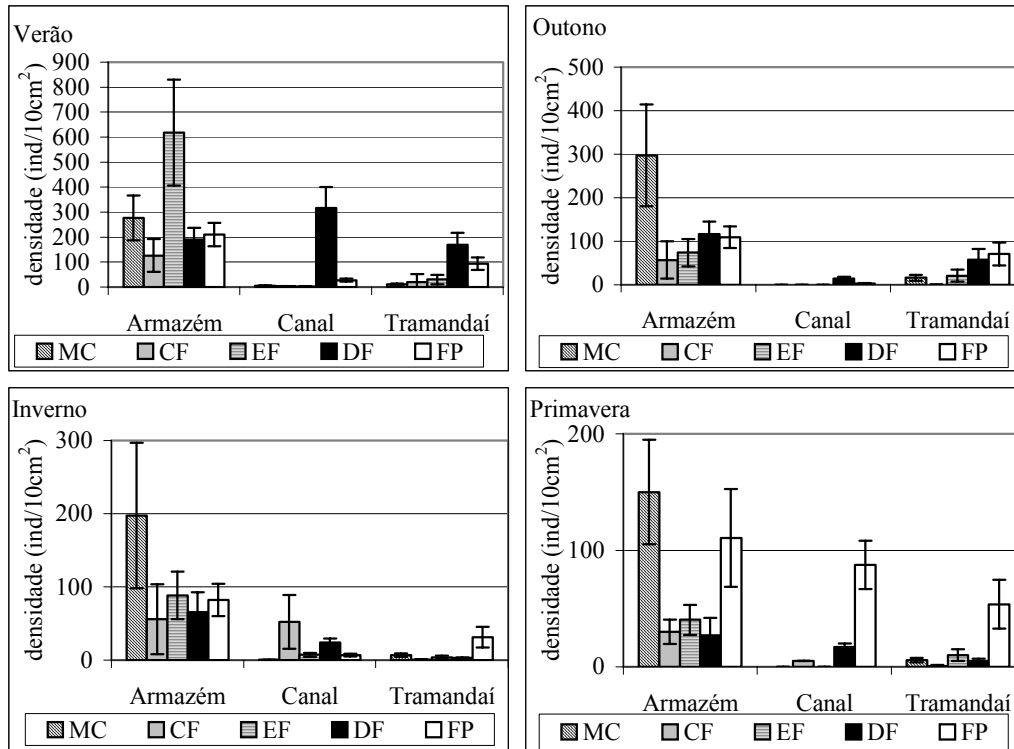 Verão
densidade (ind/10cm²)
900
800
700
600
500
400
300
200
100
0
Armazém Canal Tramandaí
MC CF EF DF FP
Outono
densidade (ind/10cm²)
500
400
300
200
100
0
Armazém Canal Tramandaí
MC CF EF DF FP
Inverno
densidade (ind/10cm²)
300
200
100
0
Armazém Canal Tramandaí
MC CF EF DF FP
Primavera
densidade (ind/10cm²)
200
100
0
Armazém Canal Tramandaí
MC CF EF DF FP